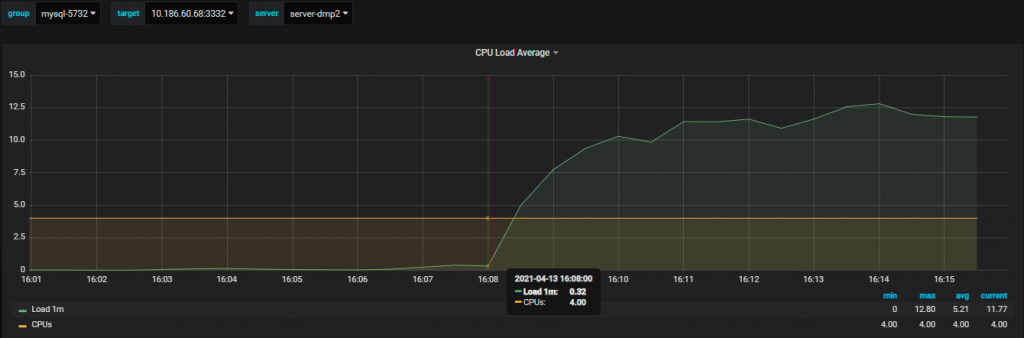 group mysql-5732 target 10.186.60.68:3332 server server-dmp2
CPU Load Average
15.0
12.5
10.0
7.5
5.0
2.5
0
16:01 16:02 16:03 16:04 16:05 16:06 16:07 16:08 16:10 16:11 16:12 16:13 16:14 16:15
2021-04-13 16:08:00
Load 1m: 0.32
CPUs: 4.00
min max avg current
Load 1m 0 12.80 5.21 11.77
CPUs 4.00 4.00 4.00 4.00